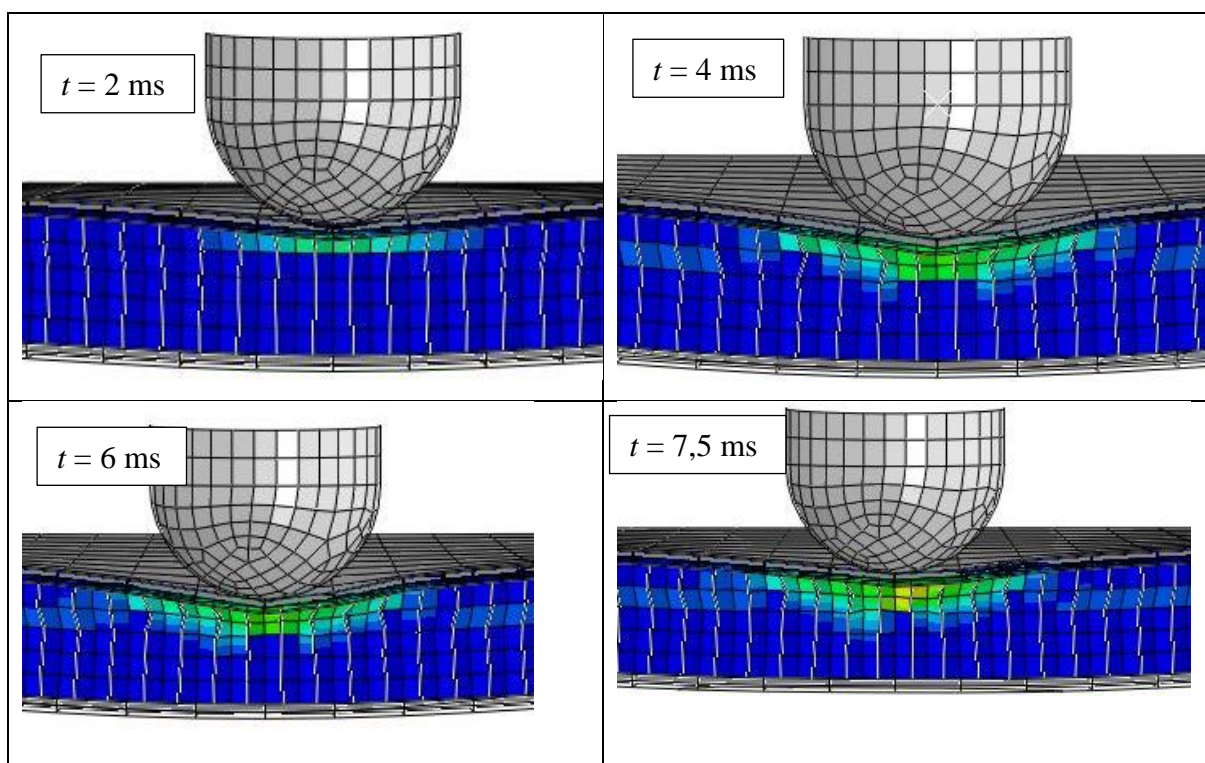 t = 2 ms
t = 4 ms
t = 6 ms
t = 7,5 ms